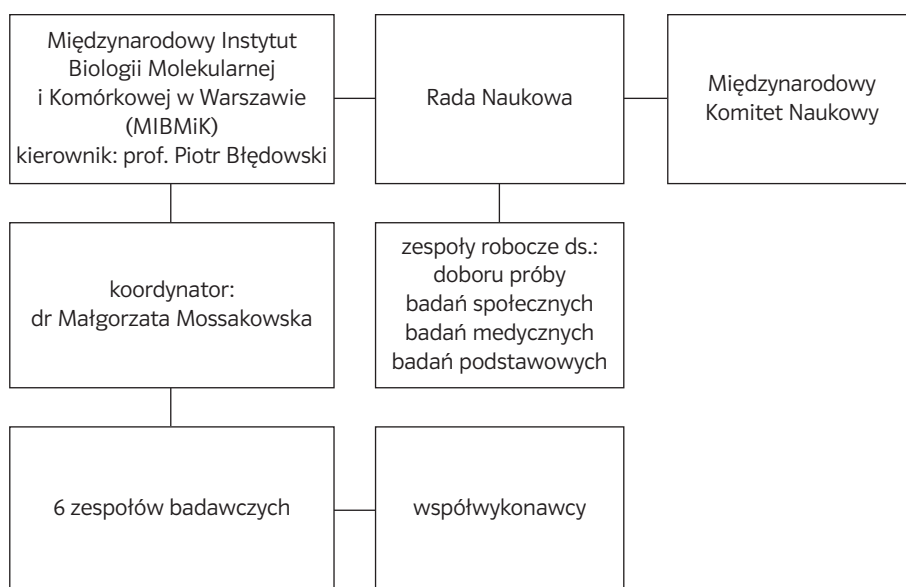 Międzynarodowy Instytut
Biologii Molekularnej
i Komórkowej w Warszawie
(MIBMiK)
kierownik: prof. Piotr Błędowski
Rada Naukowa
Międzynarodowy
Komitet Naukowy
koordynator:
dr Małgorzata Mossakowska
zespoły robocze ds.:
doboru próby
badań społecznych
badań medycznych
badań podstawowych
6 zespołów badawczych
współwykonawcy